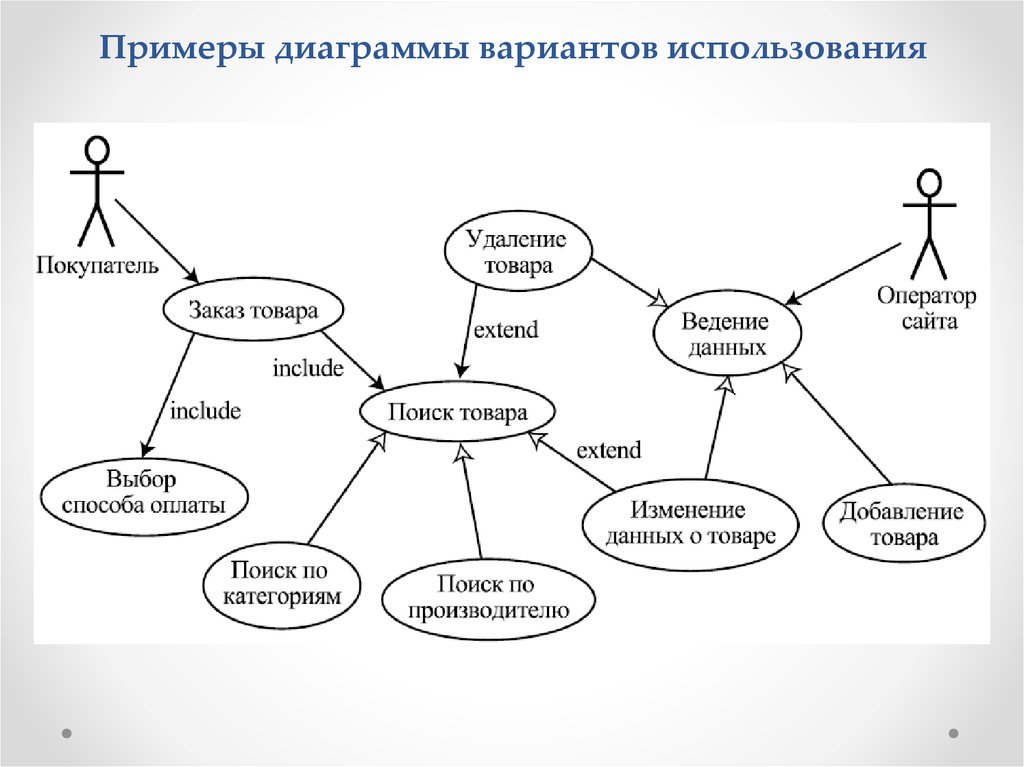 Примеры диаграммы вариантов использования
Покупатель
Удаление
товара
Оператор
сайта
Заказ товара
extend
Ведение
данных
include
include
Поиск товара
extend
Выбор
способа оплаты
Изменение
данных о товаре
Добавление
товара
Поиск по
категориям
Поиск по
производителю